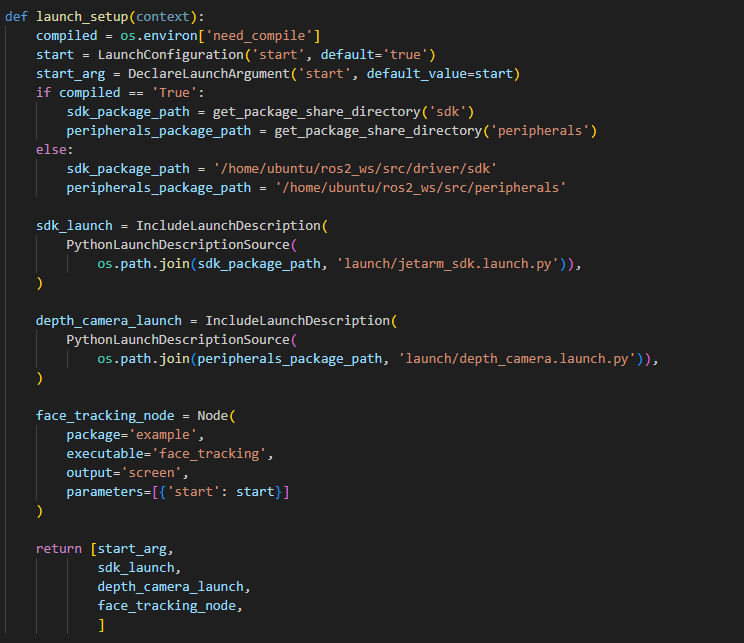 def launch_setup(context):
    compiled = os.environ['need_compile']
    start = LaunchConfiguration('start', default='true')
    start_arg = DeclareLaunchArgument('start', default_value=start)
    if compiled == 'True':
        sdk_package_path = get_package_share_directory('sdk')
        peripherals_package_path = get_package_share_directory('peripherals')
    else:
        sdk_package_path = '/home/ubuntu/ros2_ws/src/driver/sdk'
        peripherals_package_path = '/home/ubuntu/ros2_ws/src/peripherals'

    sdk_launch = IncludeLaunchDescription(
        PythonLaunchDescriptionSource(
            os.path.join(sdk_package_path, 'launch/jetarm_sdk.launch.py')),
    )

    depth_camera_launch = IncludeLaunchDescription(
        PythonLaunchDescriptionSource(
            os.path.join(peripherals_package_path, 'launch/depth_camera.launch.py')),
    )

    face_tracking_node = Node(
        package='example',
        executable='face_tracking',
        output='screen',
        parameters=[{'start': start}]
    )

    return [start_arg,
            sdk_launch,
            depth_camera_launch,
            face_tracking_node,
            ]